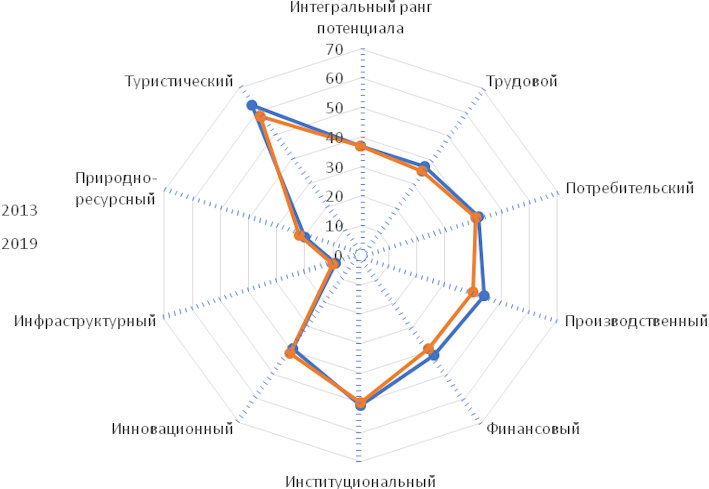 Интегральный ранг
потенциала
70
60
50
40
30
20
10
0
Трудовой
Потребительский
Производственный
Финансовый
Институциональный
Инновационный
Инфраструктурный
Природно-
ресурсный
Туристический
2013
2019